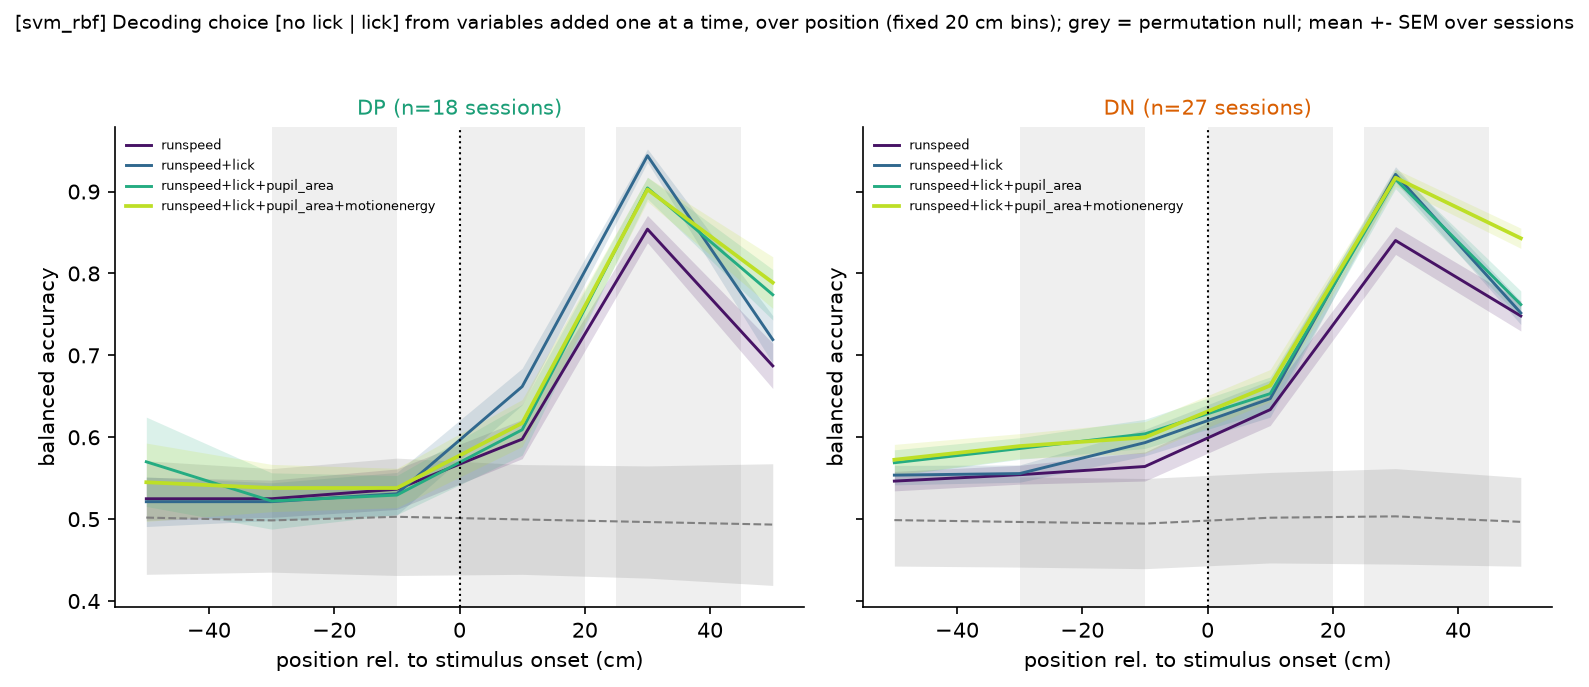 [svm_rbf] Decoding choice [no lick | lick] from variables added one at a time, over position (fixed 20 cm bins); grey = permutation null; mean +- SEM over sessions
DP (n=18 sessions)
runspeed
runspeed+lick
runspeed+lick+pupil_area
runspeed+lick+pupil_area+motionenergy
0.9
0.8
0.7
0.6
0.5
0.4
balanced accuracy
−40
−20
0
20
40
position rel. to stimulus onset (cm)
DN (n=27 sessions)
runspeed
runspeed+lick
runspeed+lick+pupil_area
runspeed+lick+pupil_area+motionenergy
balanced accuracy
−40
−20
0
20
40
position rel. to stimulus onset (cm)